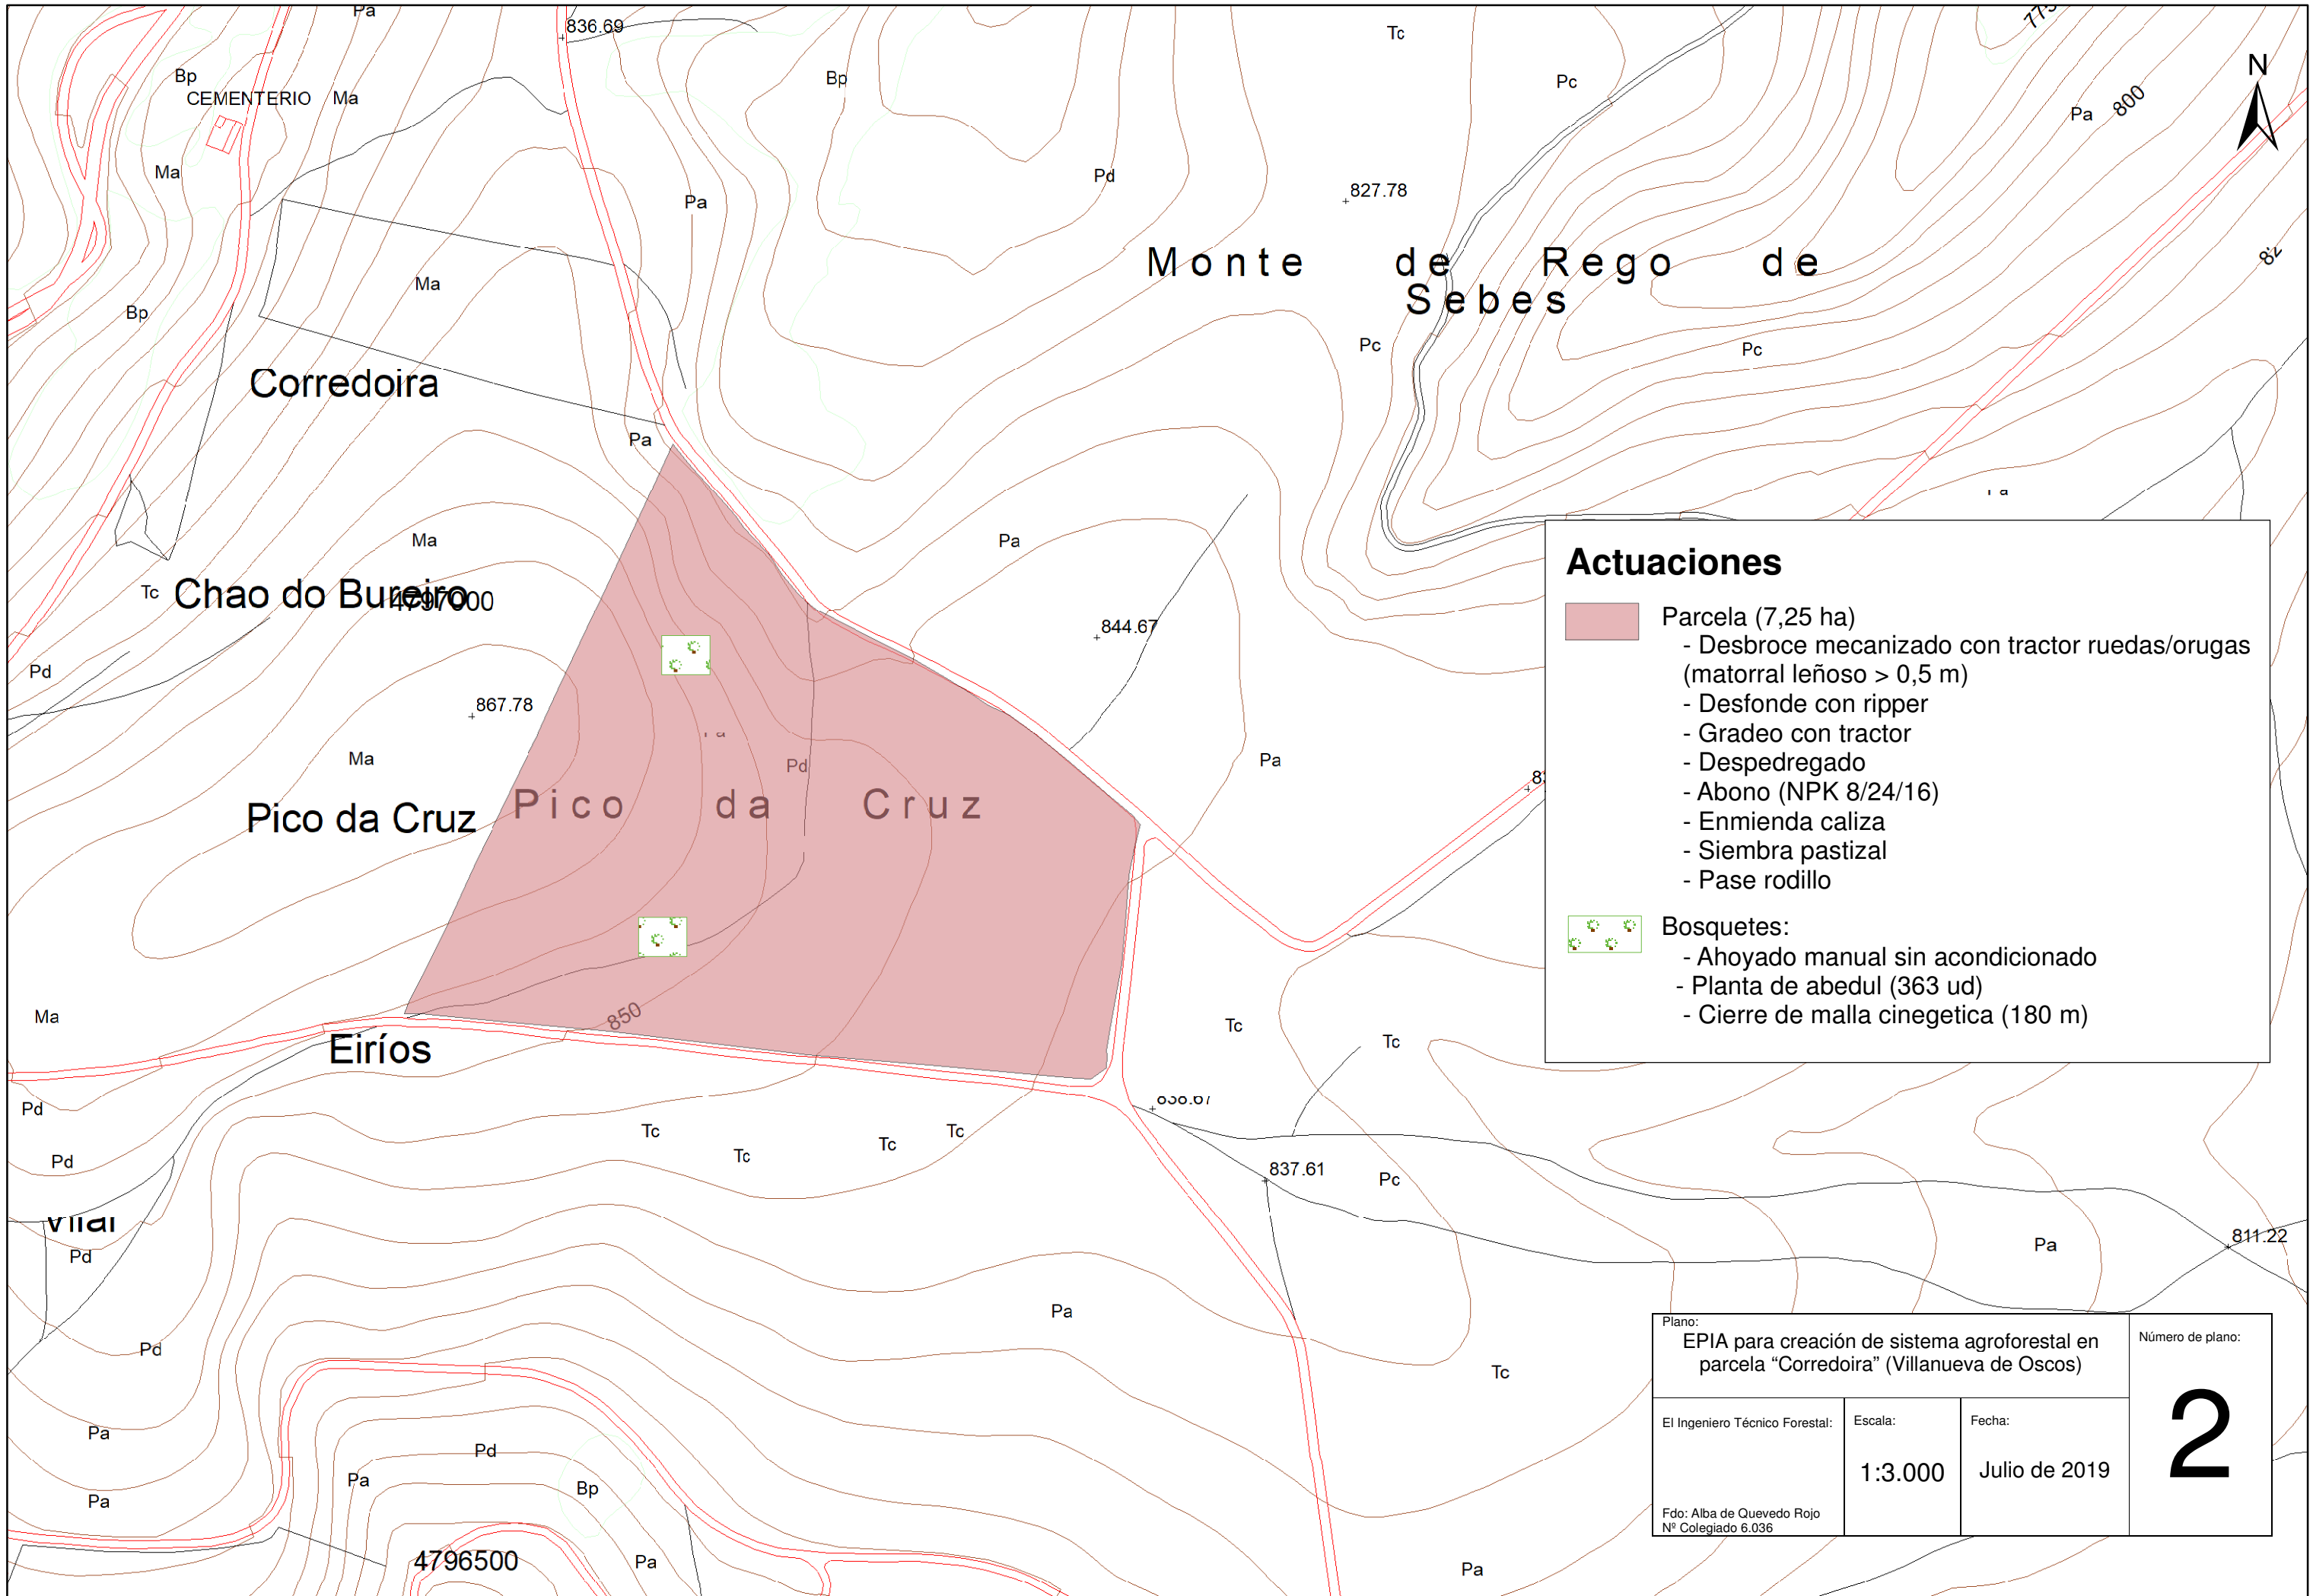 Pa
836.69
Tc
Bp
Bp
Pc
N
CEMENTERIO
Ma
Pa
800
Ma
Pd
827.78
Pa
Ma
Monte de Rego de
Sebes
Bp
Pc
Pc
Corredoira
Pa
Ma
Pa
Tc
Chao do Bureiro
4797000
844.67
Pd
867.78
Ma
Pd
Pa
Pico da Cruz
Pico da Cruz
Actuaciones
Parcela (7,25 ha)
- Desbroce mecanizado con tractor ruedas/orugas
(matorral leñoso > 0,5 m)
- Desfonde con ripper
- Gradeo con tractor
- Despedregado
- Abono (NPK 8/24/16)
- Enmienda caliza
- Siembra pastizal
- Pase rodillo
Bosquetes:
- Ahoyado manual sin acondicionado
- Planta de abedul (363 ud)
- Cierre de malla cinegetica (180 m)
Ma
850
Eiríos
Tc
Tc
Pd
838.67
Tc
Tc
Tc
Tc
Pd
837.61
Pc
Pd
Pa
811.22
Pa
Pd
Tc
Pa
Pd
Pa
Bp
Pa
4796500
Pa
Pa
Plano:
EPIA para creación de sistema agroforestal en
parcela “Corredoira” (Villanueva de Oscos)
Número de plano:
2
El Ingeniero Técnico Forestal:
Escala:
1:3.000
Fecha:
Julio de 2019
Fdo: Alba de Quevedo Rojo
Nº Colegiado 6.036